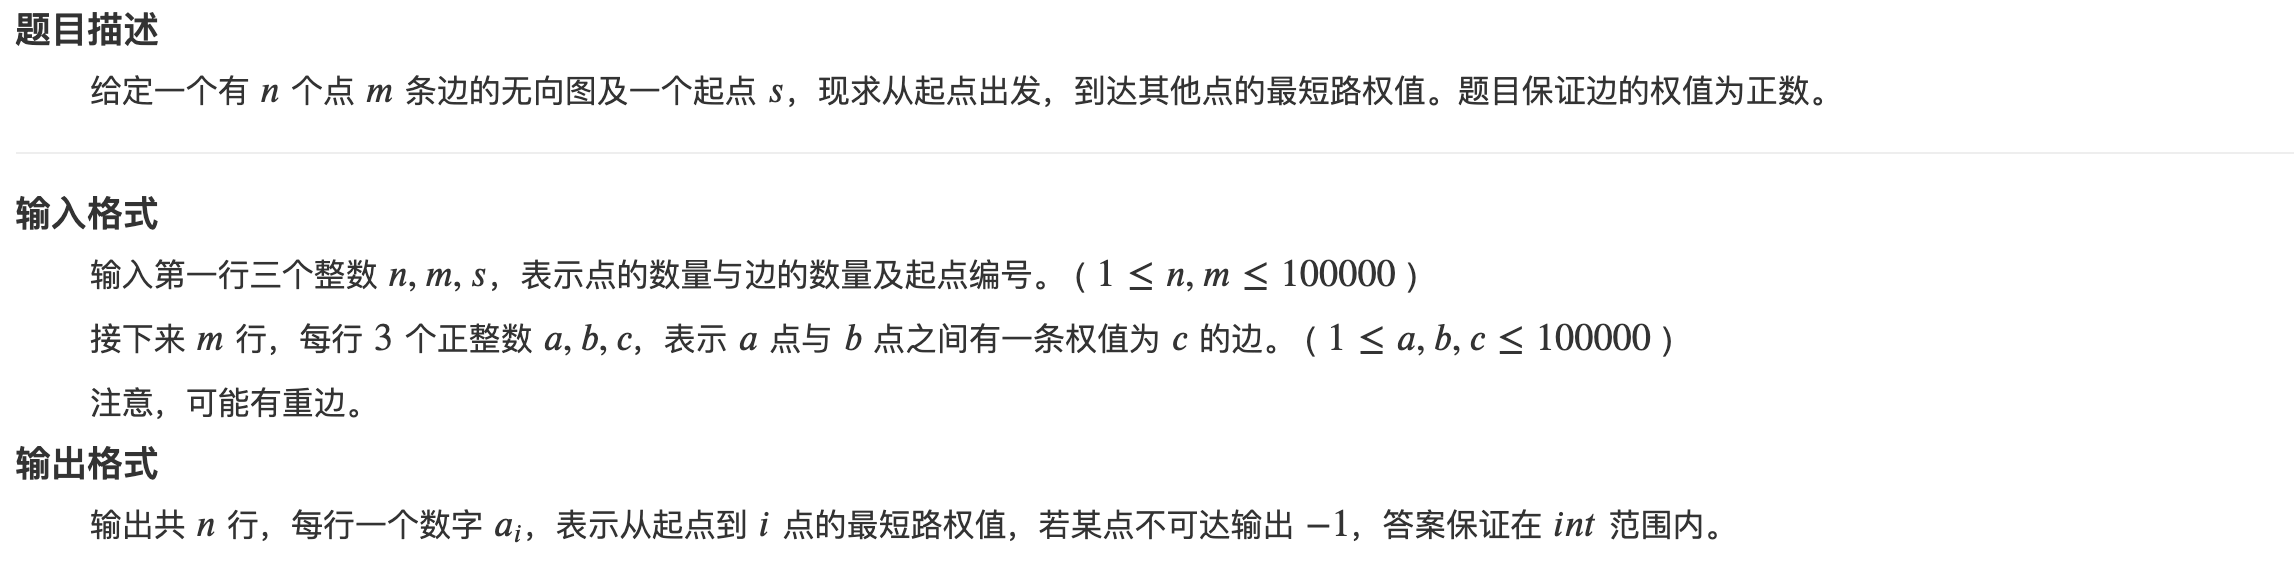 题目描述
给定一个有 n 个点 m 条边的无向图及一个起点 s，现求从起点出发，到达其他点的最短路权值。题目保证边的权值为正数。
输入格式
输入第一行三个整数 n, m, s，表示点的数量与边的数量及起点编号。（ 1 ≤ n, m ≤ 100000 ）
接下来 m 行，每行 3 个正整数 a, b, c，表示 a 点与 b 点之间有一条权值为 c 的边。（ 1 ≤ a, b, c ≤ 100000 ）
注意，可能有重边。
输出格式
输出共 n 行，每行一个数字 aᵢ，表示从起点到 i 点的最短路权值，若某点不可达输出 −1，答案保证在 int 范围内。